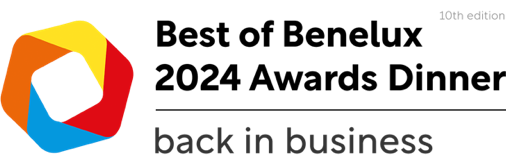 10th edition
Best of Benelux
2024 Awards Dinner
back in business